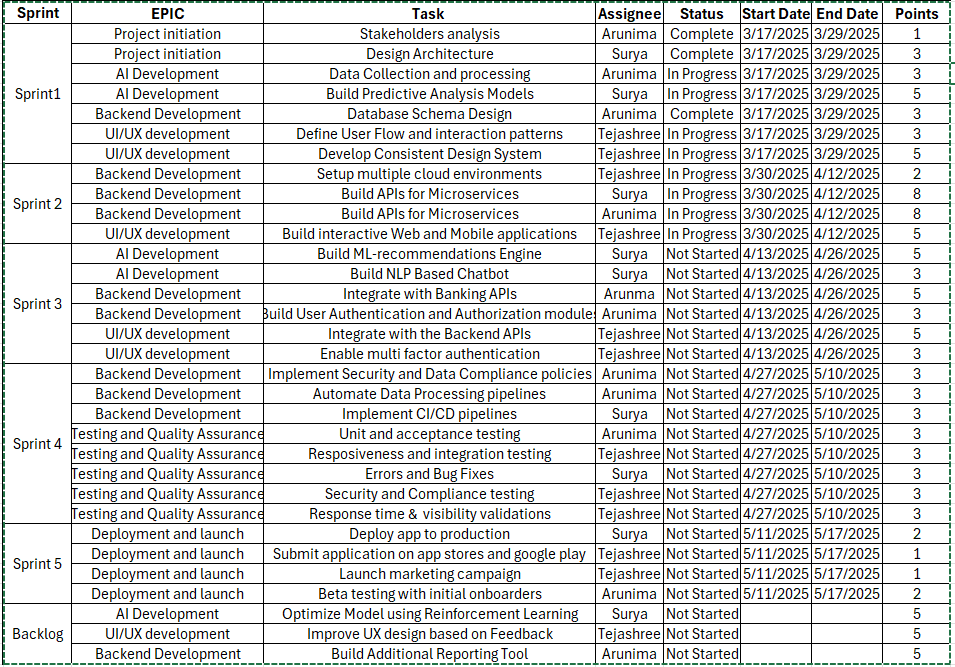 Sprint EPIC Task Assignee Status Start Date End Date Points
Project initiation Stakeholders analysis Arunima Complete 3/17/2025 3/29/2025 1
Project initiation Design Architecture Surya Complete 3/17/2025 3/29/2025 3
AI Development Data Collection and processing Arunima In Progress 3/17/2025 3/29/2025 3
Sprint1 AI Development Build Predictive Analysis Models Surya In Progress 3/17/2025 3/29/2025 5
Backend Development Database Schema Design Arunima Complete 3/17/2025 3/29/2025 3
UI/UX development Define User Flow and interaction patterns Tejashree In Progress 3/17/2025 3/29/2025 3
UI/UX development Develop Consistent Design System Tejashree In Progress 3/17/2025 3/29/2025 5
Backend Development Setup multiple cloud environments Tejashree In Progress 3/30/2025 4/12/2025 2
Sprint 2 Backend Development Build APIs for Microservices Surya In Progress 3/30/2025 4/12/2025 8
Backend Development Build APIs for Microservices Arunima In Progress 3/30/2025 4/12/2025 8
UI/UX development Build interactive Web and Mobile applications Tejashree In Progress 3/30/2025 4/12/2025 5
AI Development Build ML-recommendations Engine Surya Not Started 4/13/2025 4/26/2025 5
AI Development Build NLP Based Chatbot Surya Not Started 4/13/2025 4/26/2025 3
Sprint 3 Backend Development Integrate with Banking APIs Arunma Not Started 4/13/2025 4/26/2025 5
Backend Development Build User Authentication and Authorization modules Arunima Not Started 4/13/2025 4/26/2025 3
UI/UX development Integrate with the Backend APIs Tejashree Not Started 4/13/2025 4/26/2025 5
UI/UX development Enable multi factor authentication Tejashree Not Started 4/13/2025 4/26/2025 3
Backend Development Implement Security and Data Compliance policies Arunima Not Started 4/27/2025 5/10/2025 3
Backend Development Automate Data Processing pipelines Arunima Not Started 4/27/2025 5/10/2025 3
Backend Development Implement CI/CD pipelines Surya Not Started 4/27/2025 5/10/2025 3
Sprint 4 Testing and Quality Assurance Unit and acceptance testing Arunima Not Started 4/27/2025 5/10/2025 3
Testing and Quality Assurance Resposiveness and integration testing Tejashree Not Started 4/27/2025 5/10/2025 3
Testing and Quality Assurance Errors and Bug Fixes Surya Not Started 4/27/2025 5/10/2025 3
Testing and Quality Assurance Security and Compliance testing Tejashree Not Started 4/27/2025 5/10/2025 3
Testing and Quality Assurance Response time & visibility validations Tejashree Not Started 4/27/2025 5/10/2025 3
Deployment and launch Deploy app to production Surya Not Started 5/11/2025 5/17/2025 2
Sprint 5 Deployment and launch Submit application on app stores and google play Tejashree Not Started 5/11/2025 5/17/2025 1
Deployment and launch Launch marketing campaign Tejashree Not Started 5/11/2025 5/17/2025 1
Deployment and launch Beta testing with initial onboarders Arunima Not Started 5/11/2025 5/17/2025 2
AI Development Optimize Model using Reinforcement Learning Surya Not Started 5
Backlog UI/UX development Improve UX design based on Feedback Tejashree Not Started 5
Backend Development Build Additional Reporting Tool Arunima Not Started 5